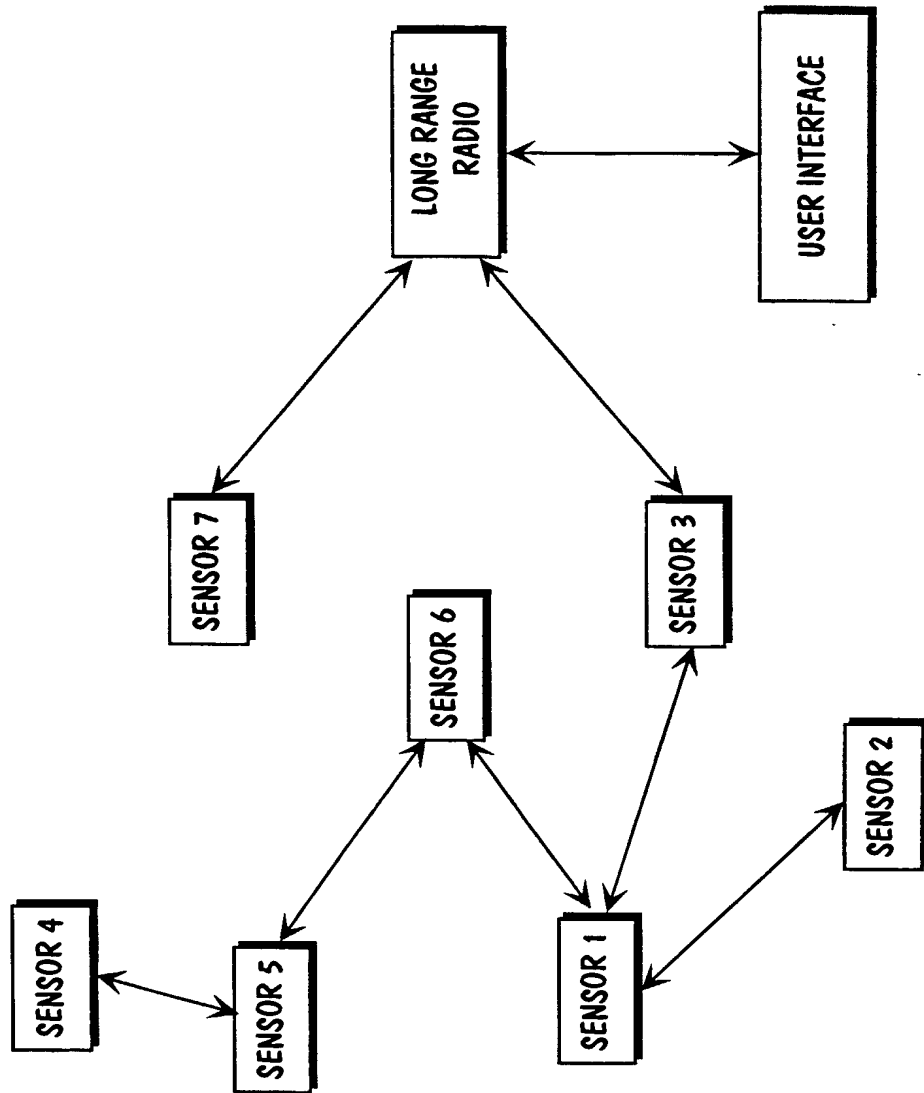 SENSOR 4
SENSOR 5
SENSOR 7
SENSOR 6
LONG RANGE
RADIO
SENSOR 1
SENSOR 3
SENSOR 2
USER INTERFACE